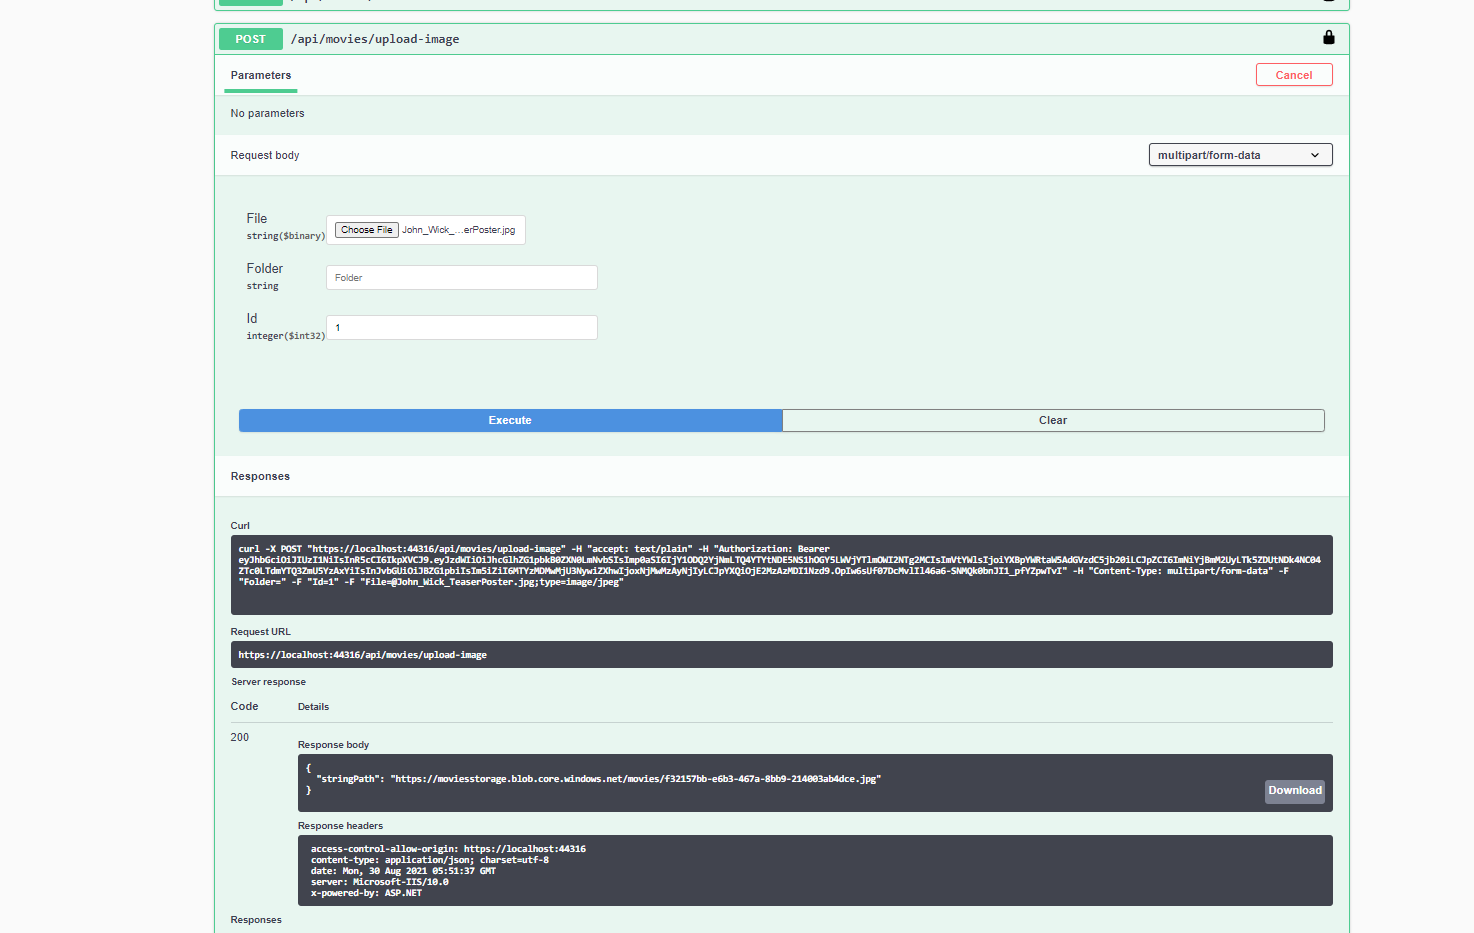 POST /api/movies/upload-image
Parameters
Cancel
No parameters
Request body
multipart/form-data
File
string($binary)
Choose File John_Wick_...erPoster.jpg
Folder
string
Folder
Id
integer($int32)
1
Execute
Clear
Responses
Curl
curl -X POST "https://localhost:44316/api/movies/upload-image" -H "accept: text/plain" -H "Authorization: Bearer
ZTc0LTdmYTQ3ZmU5YzAxYiIsInJvbGUiOiJBZG1pbiIsIm5iZiI6MTYzMDMwMjU3NywiZXhwIjoxNjMwMzAyNjIyLCJpYXQiOjE2MzAzMDI1Nzd9.OpIw6sUf07DcMvlIl46a6-SNMQk0bnJI1_pfYZpwTvI" -H "Content-Type: multipart/form-data" -F
"Folder=" -F "Id=1" -F "File=@John_Wick_TeaserPoster.jpg;type=image/jpeg"
Request URL
https://localhost:44316/api/movies/upload-image
Server response
Code Details
200
Response body
{
"stringPath": "https://moviesstorage.blob.core.windows.net/movies/f32157bb-e6b3-467a-8bb9-214003ab4dce.jpg"
}
Download
Response headers
access-control-allow-origin: https://localhost:44316
content-type: application/json; charset=utf-8
date: Mon, 30 Aug 2021 05:51:37 GMT
server: Microsoft-IIS/10.0
x-powered-by: ASP.NET
Responses